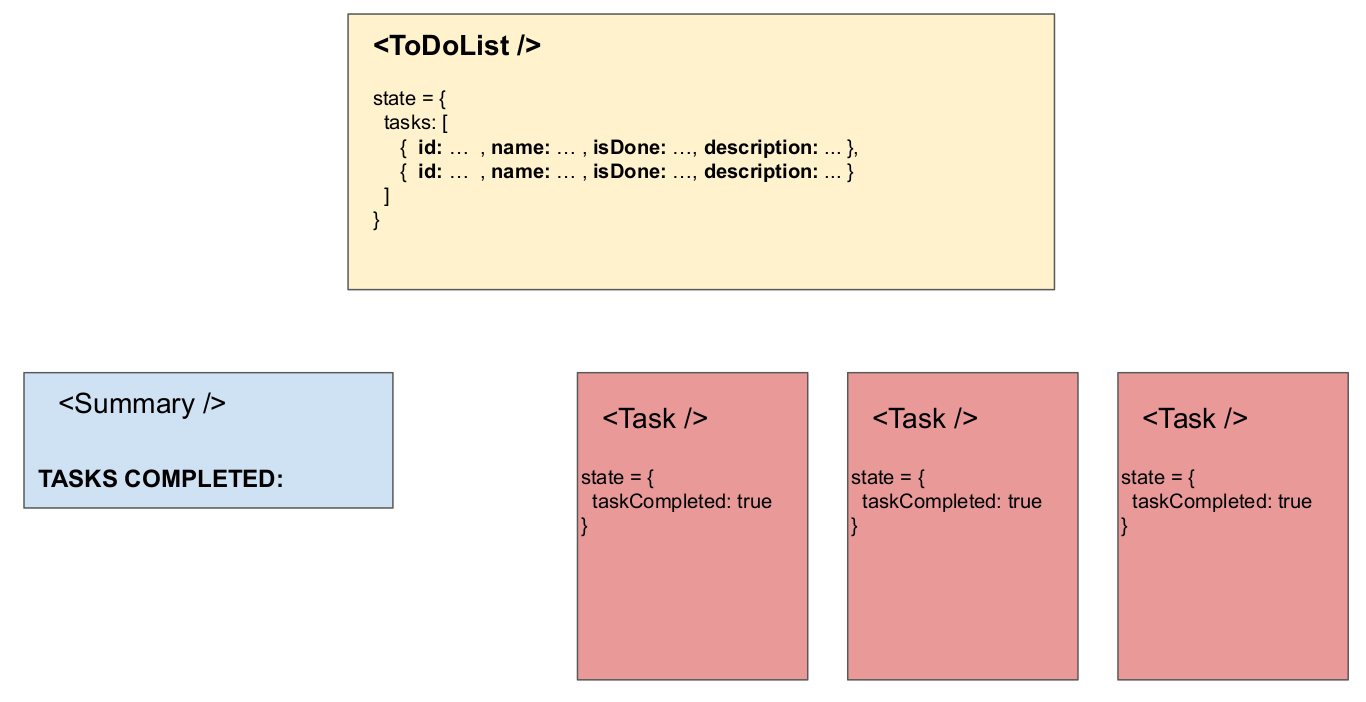 <ToDoList />
state = {
tasks: [
{ id: … , name: … , isDone: …, description: ... },
{ id: … , name: … , isDone: …, description: ... }
]
}
<Summary />
TASKS COMPLETED:
<Task />
state = {
taskCompleted: true
}
<Task />
state = {
taskCompleted: true
}
<Task />
state = {
taskCompleted: true
}